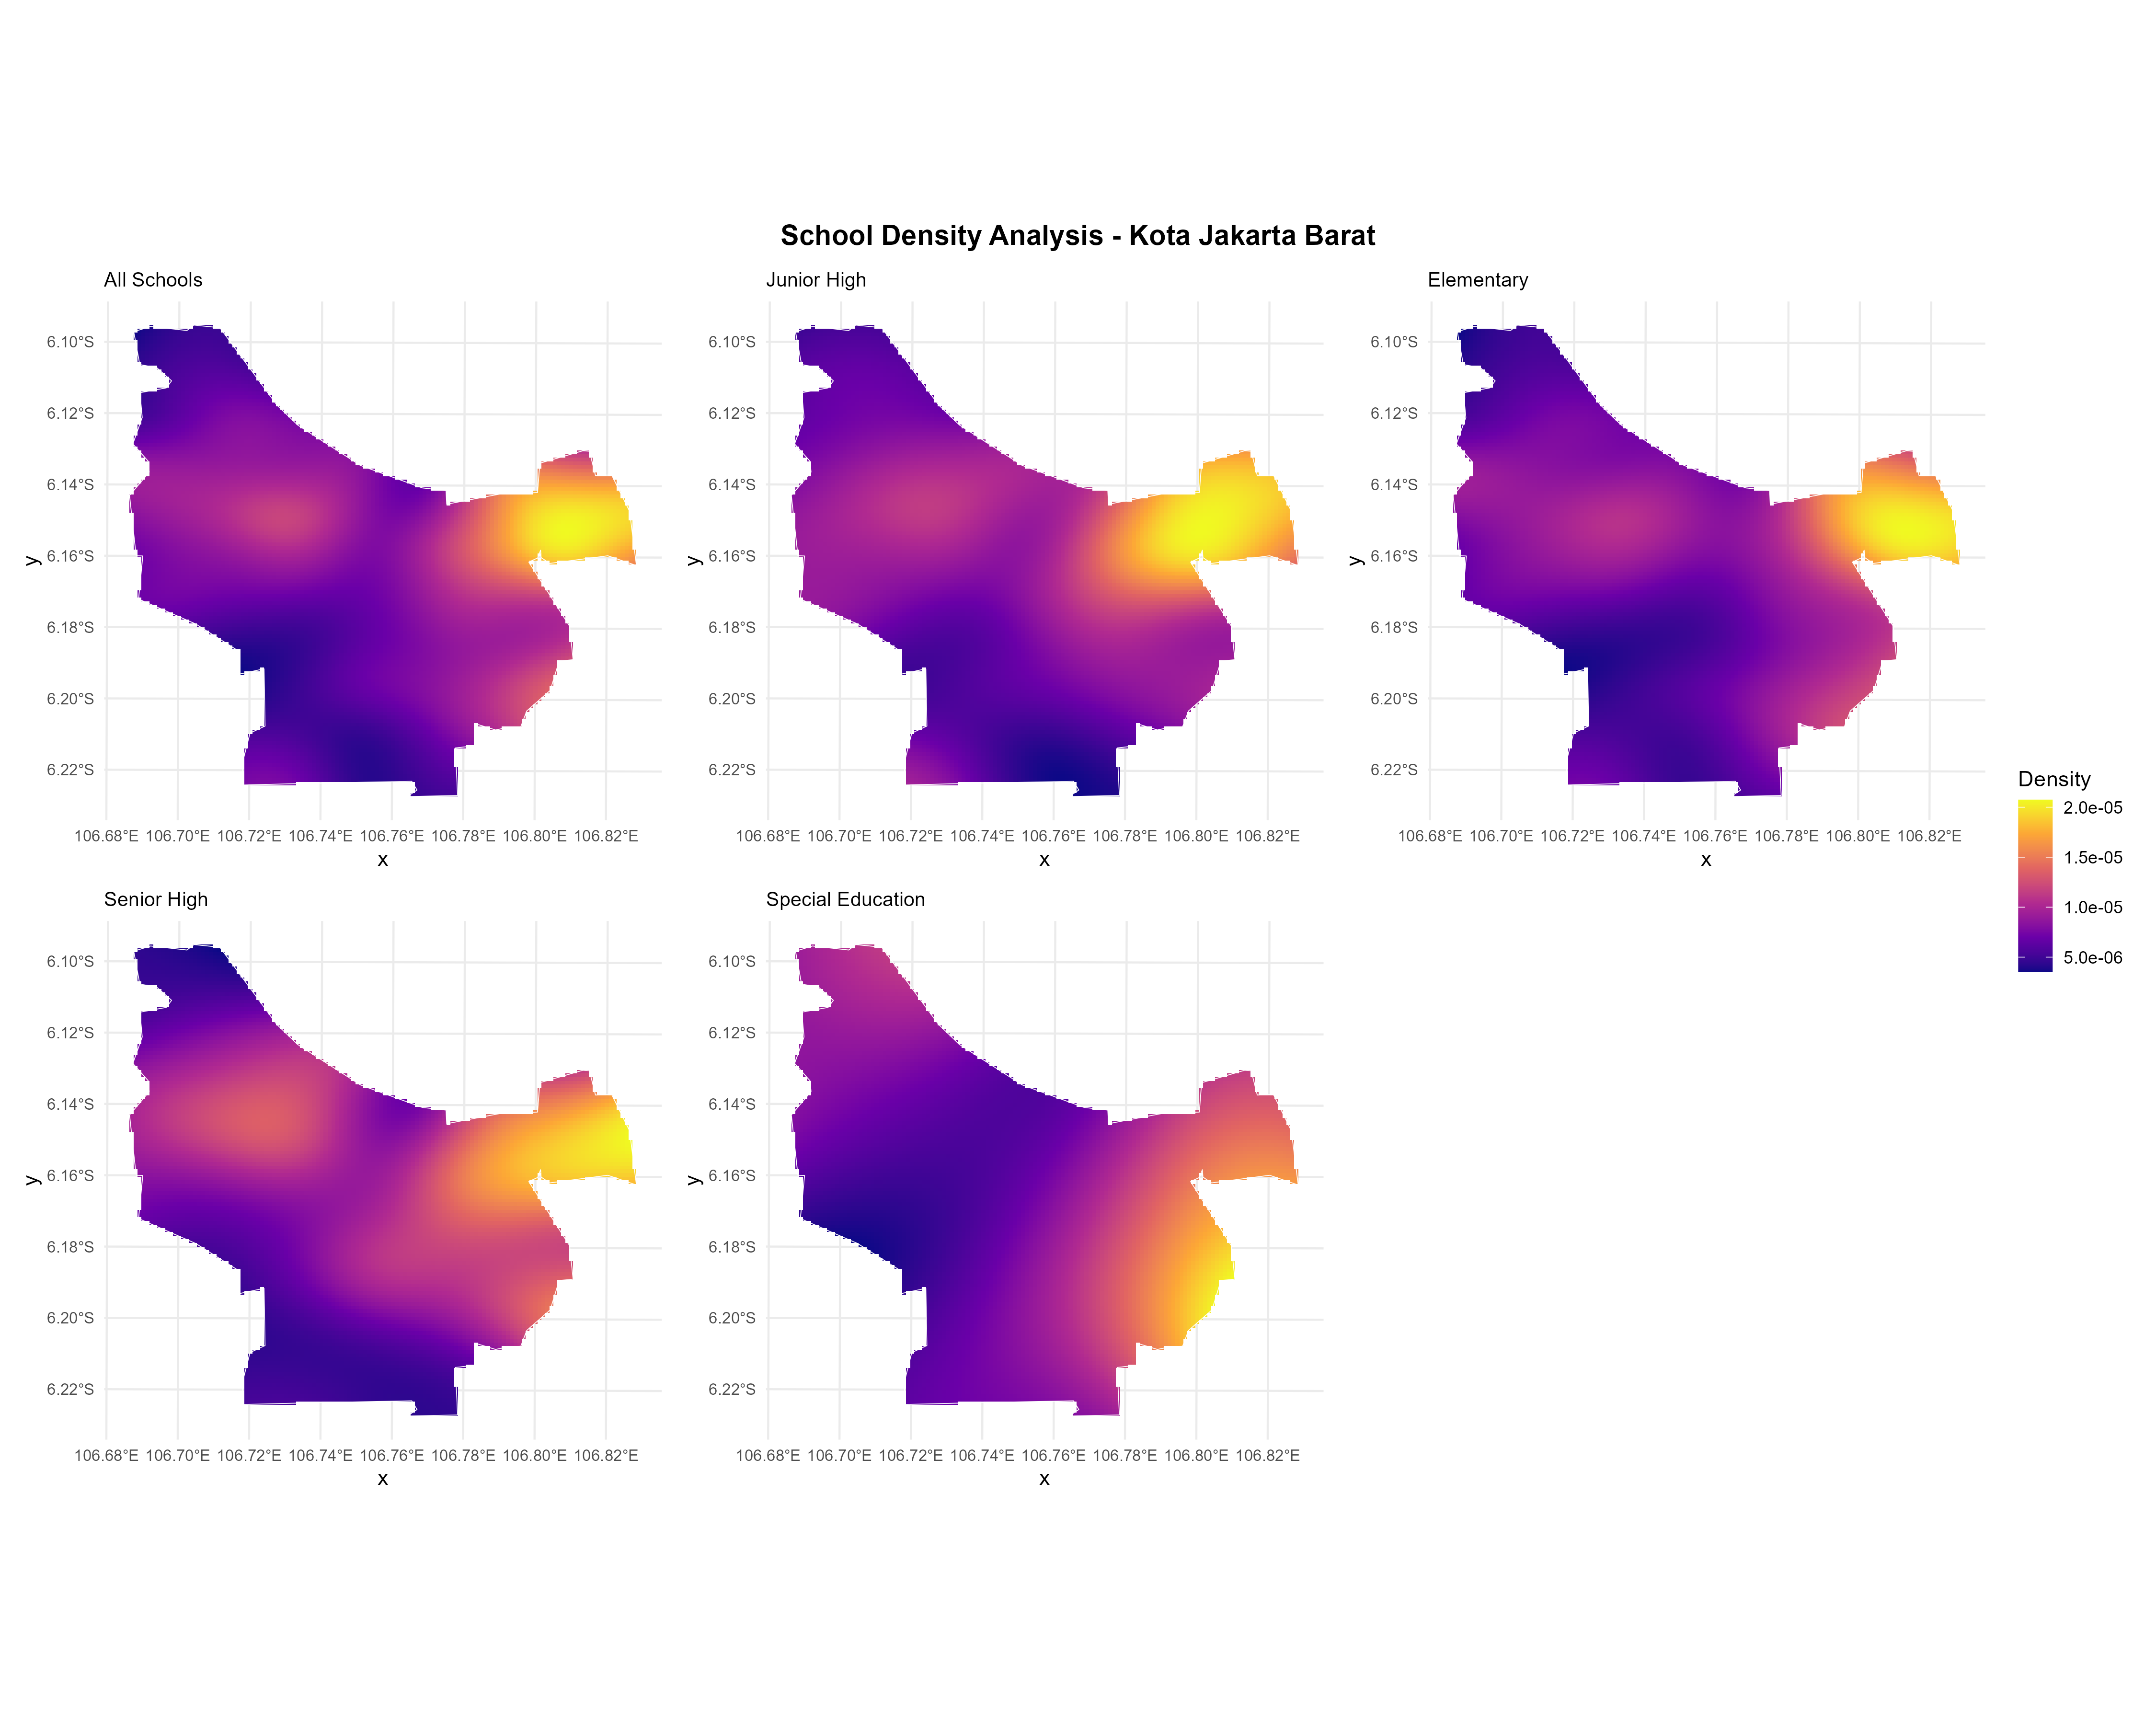 School Density Analysis - Kota Jakarta Barat
All Schools
6.10°S
6.12°S
6.14°S
6.16°S
6.18°S
6.20°S
6.22°S
y
106.68°E 106.70°E 106.72°E 106.74°E 106.76°E 106.78°E 106.80°E 106.82°E
x
Junior High
6.10°S
6.12°S
6.14°S
6.16°S
6.18°S
6.20°S
6.22°S
y
106.68°E 106.70°E 106.72°E 106.74°E 106.76°E 106.78°E 106.80°E 106.82°E
x
Elementary
6.10°S
6.12°S
6.14°S
6.16°S
6.18°S
6.20°S
6.22°S
y
106.68°E 106.70°E 106.72°E 106.74°E 106.76°E 106.78°E 106.80°E 106.82°E
x
Senior High
6.10°S
6.12°S
6.14°S
6.16°S
6.18°S
6.20°S
6.22°S
y
106.68°E 106.70°E 106.72°E 106.74°E 106.76°E 106.78°E 106.80°E 106.82°E
x
Special Education
6.10°S
6.12°S
6.14°S
6.16°S
6.18°S
6.20°S
6.22°S
y
106.68°E 106.70°E 106.72°E 106.74°E 106.76°E 106.78°E 106.80°E 106.82°E
x
Density
2.0e-05
1.5e-05
1.0e-05
5.0e-06